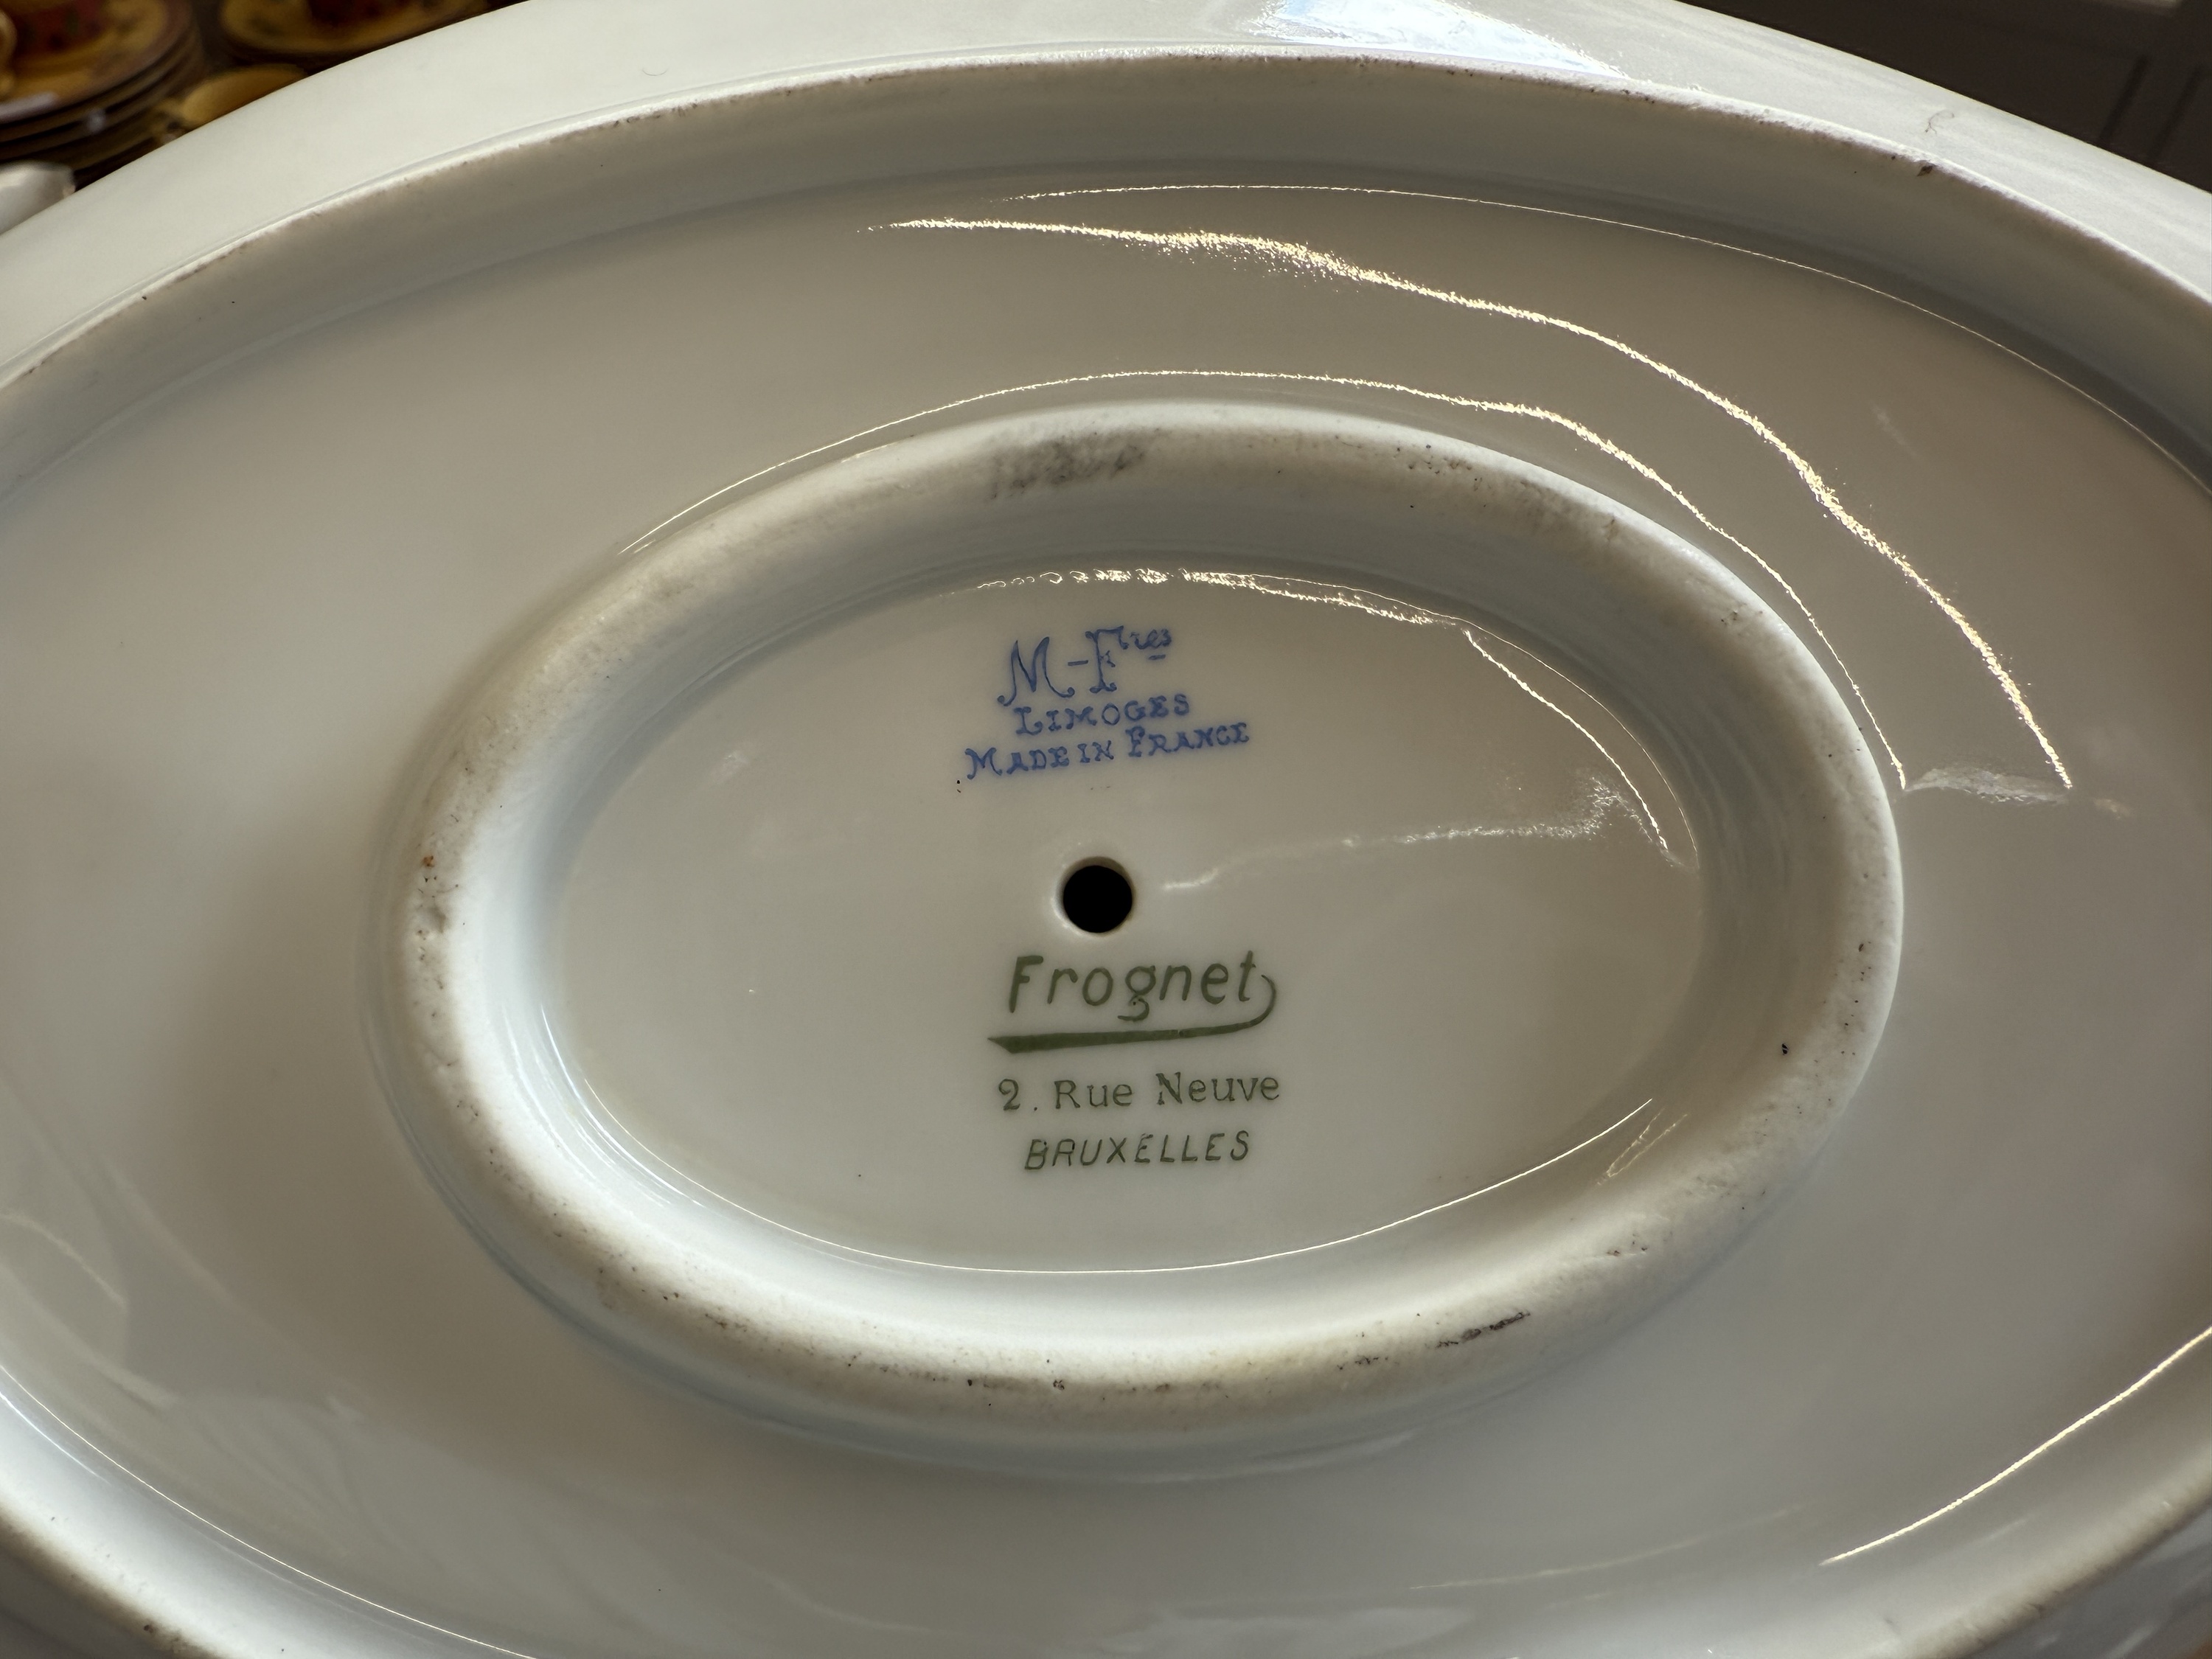 M-Fres
LIMOGES
MADE IN FRANCE
Frognet
2. Rue Neuve
BRUXELLES